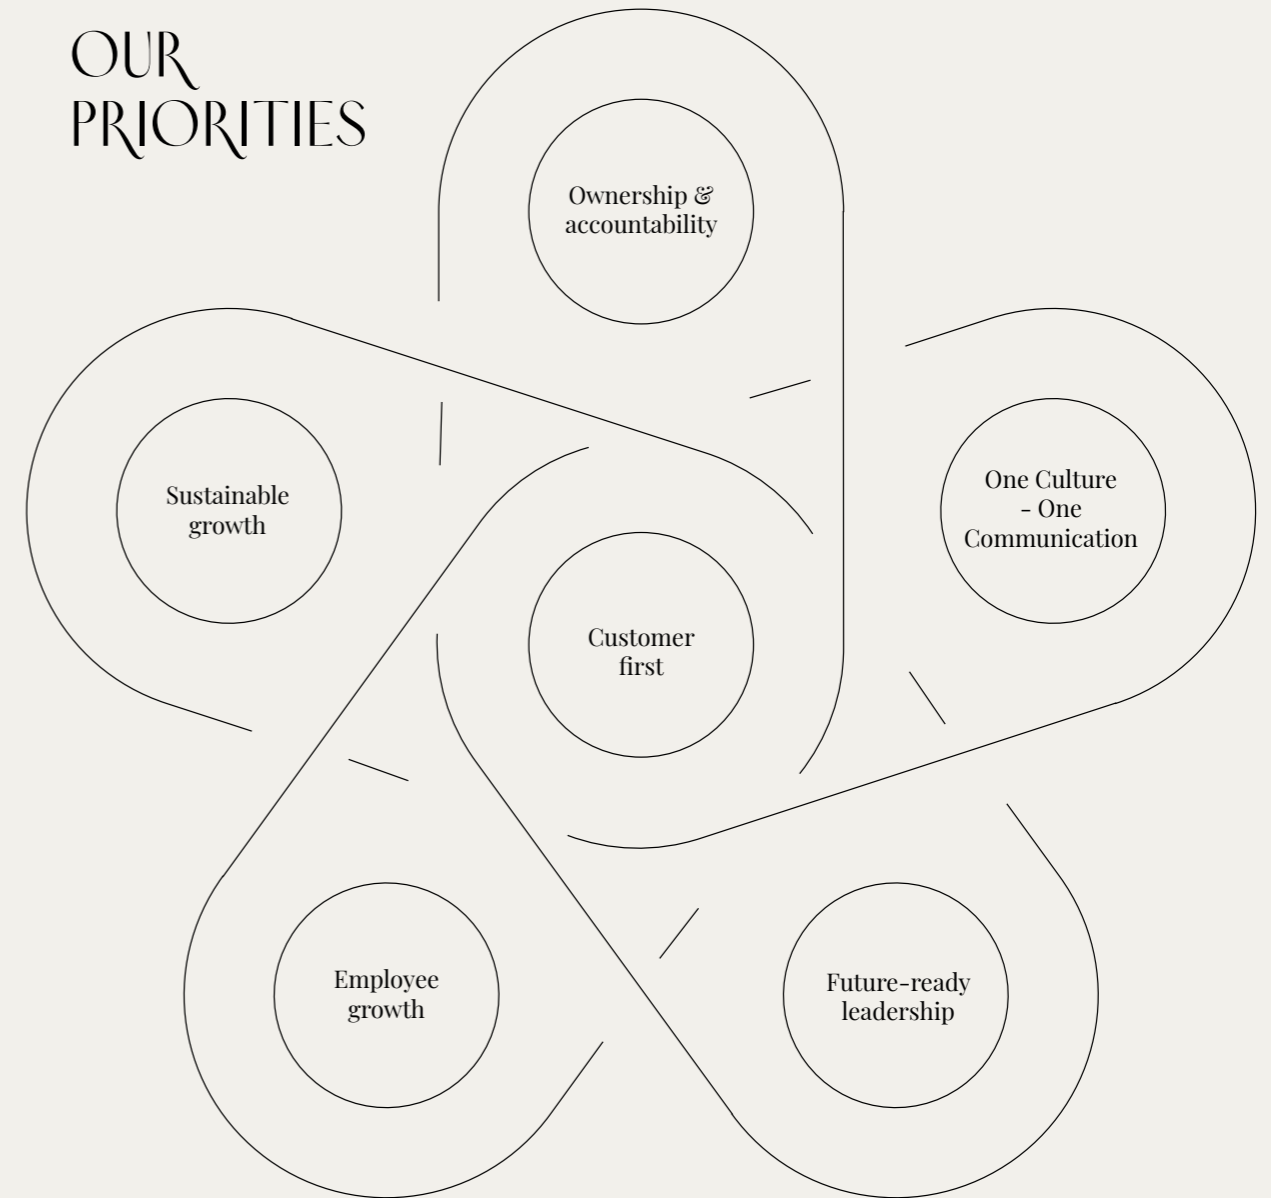 OUR
PRIORITIES
Ownership &
accountability
Sustainable
growth
One Culture
- One
Communication
Customer
first
Employee
growth
Future-ready
leadership